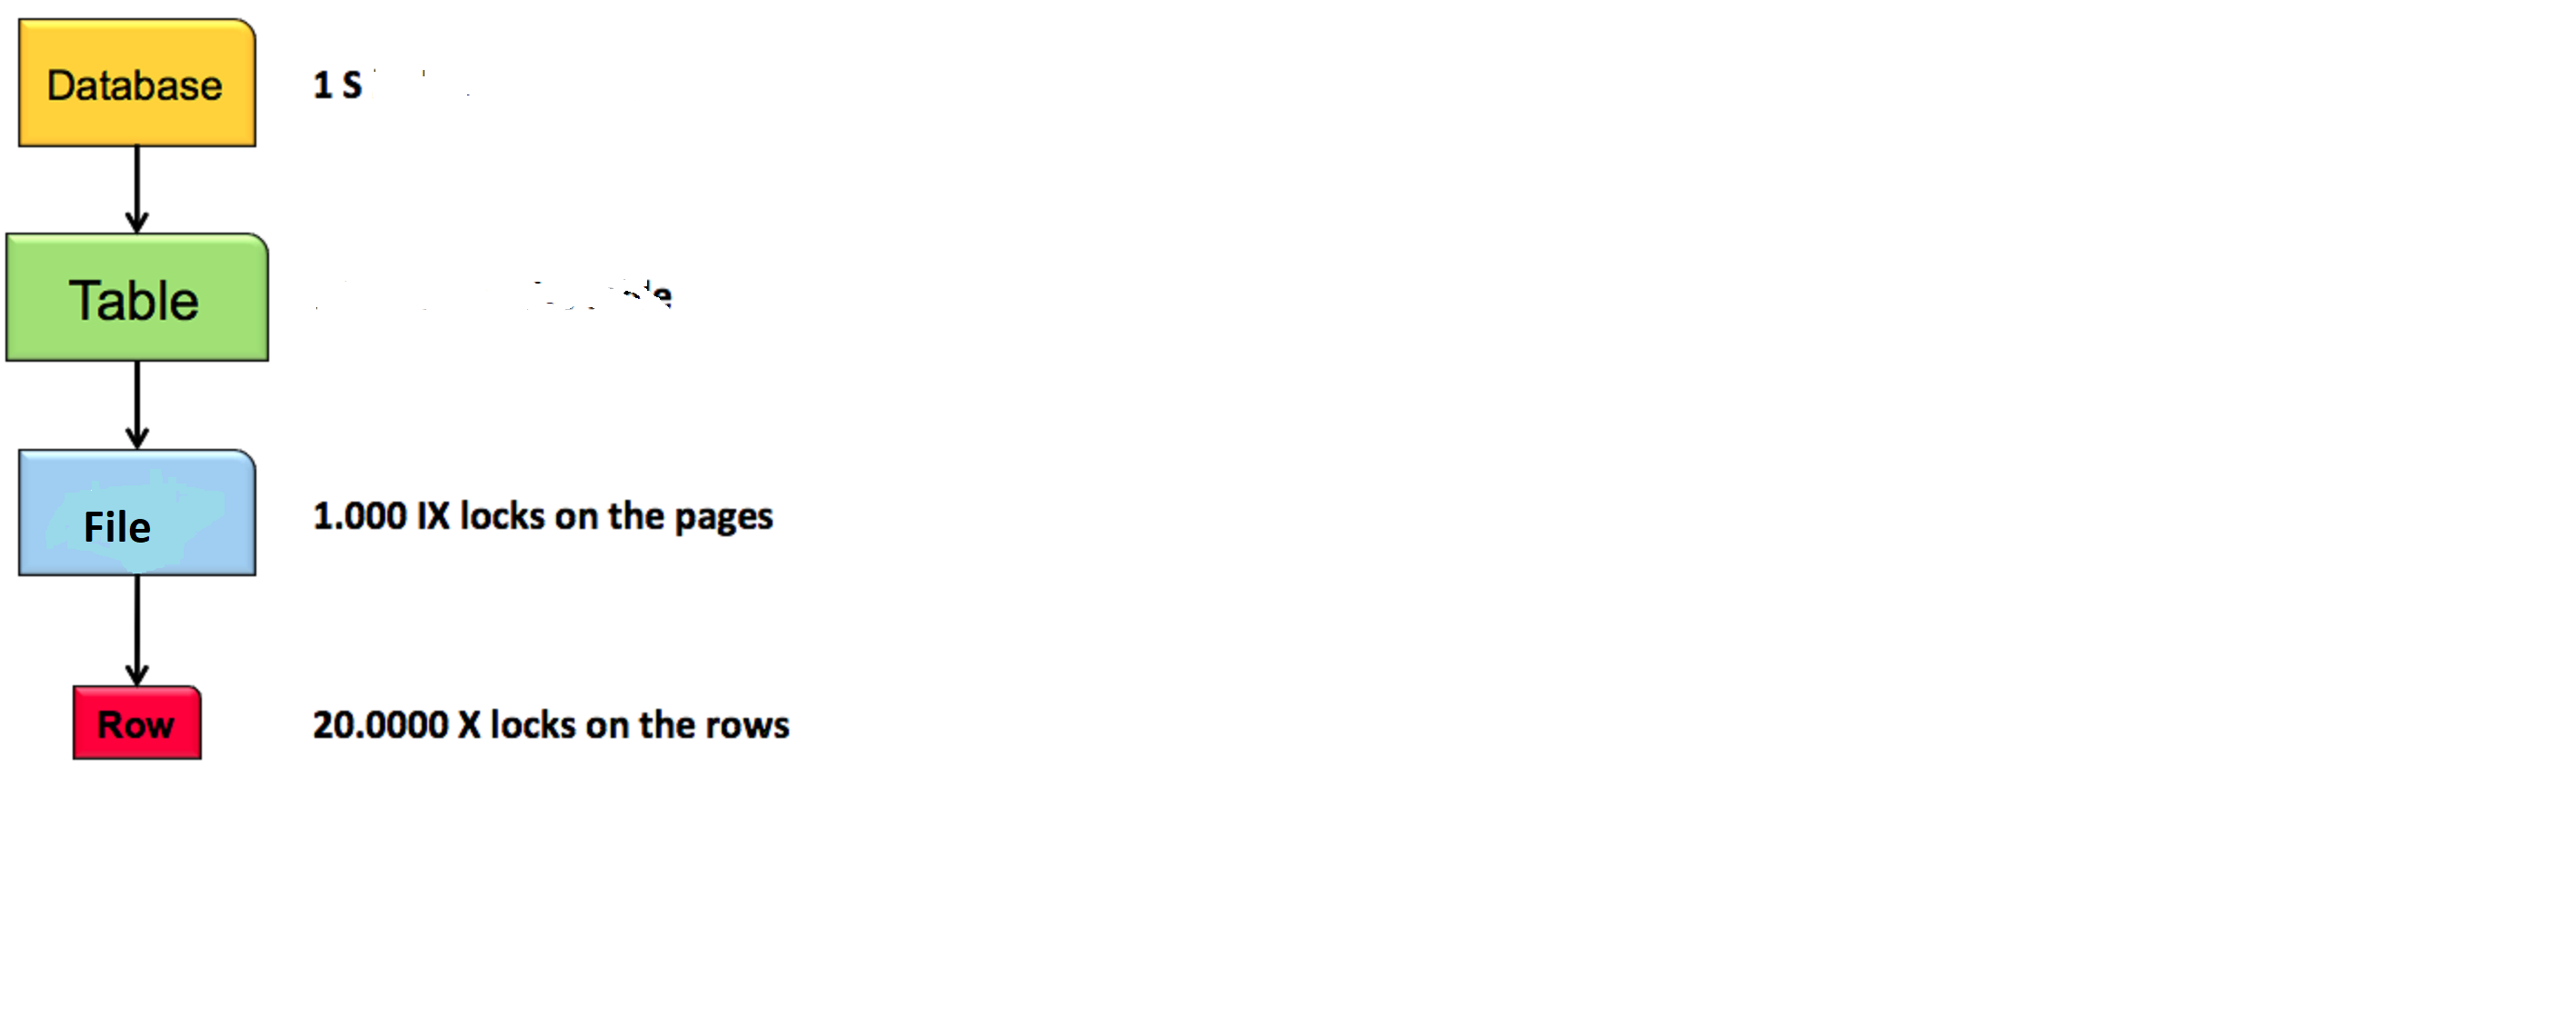 Database
1 S
Table
File
1.000 IX locks on the pages
Row
20.0000 X locks on the rows